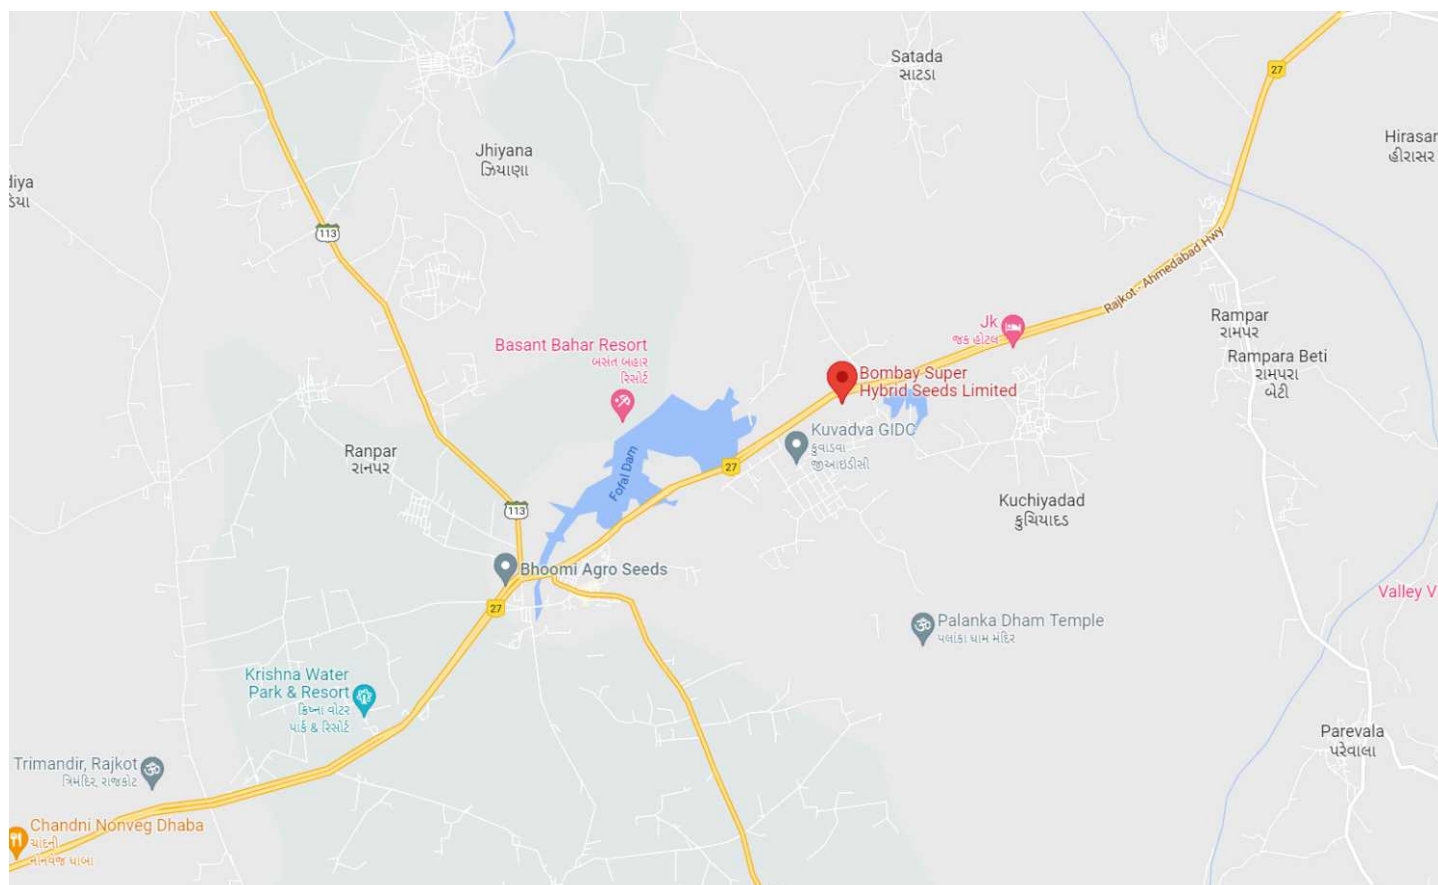 Satada
સાટડા
27
Hirasar
હીરાસર
Jhiyana
ઝિયાણા
diya
ડિયા
113
Rajkot - Ahmedabad Hwy
Rampar
રામપર
Jk
જક હોટલ
Basant Bahar Resort
બસંત બહાર
રિસોર્ટ
Rampara Beti
રામપરા
બેટી
Bombay Super
Hybrid Seeds Limited
Kuvadva GIDC
કુવાડવા
જીઆઇડીસી
Ranpar
રાનપર
Fofal Dam
27
Kuchiyadad
કુચિયાદડ
113
Bhoomi Agro Seeds
27
Valley V
Palanka Dham Temple
પલાંકા ધામ મંદિર
Krishna Water
Park & Resort
ક્રિષ્ના વોટર
પાર્ક & રિસોર્ટ
Parevala
પરેવાલા
Trimandir, Rajkot
ત્રિમંદિર, રાજકોટ
Chandni Nonveg Dhaba
ચાંદની
નોનવેજ ધાબા